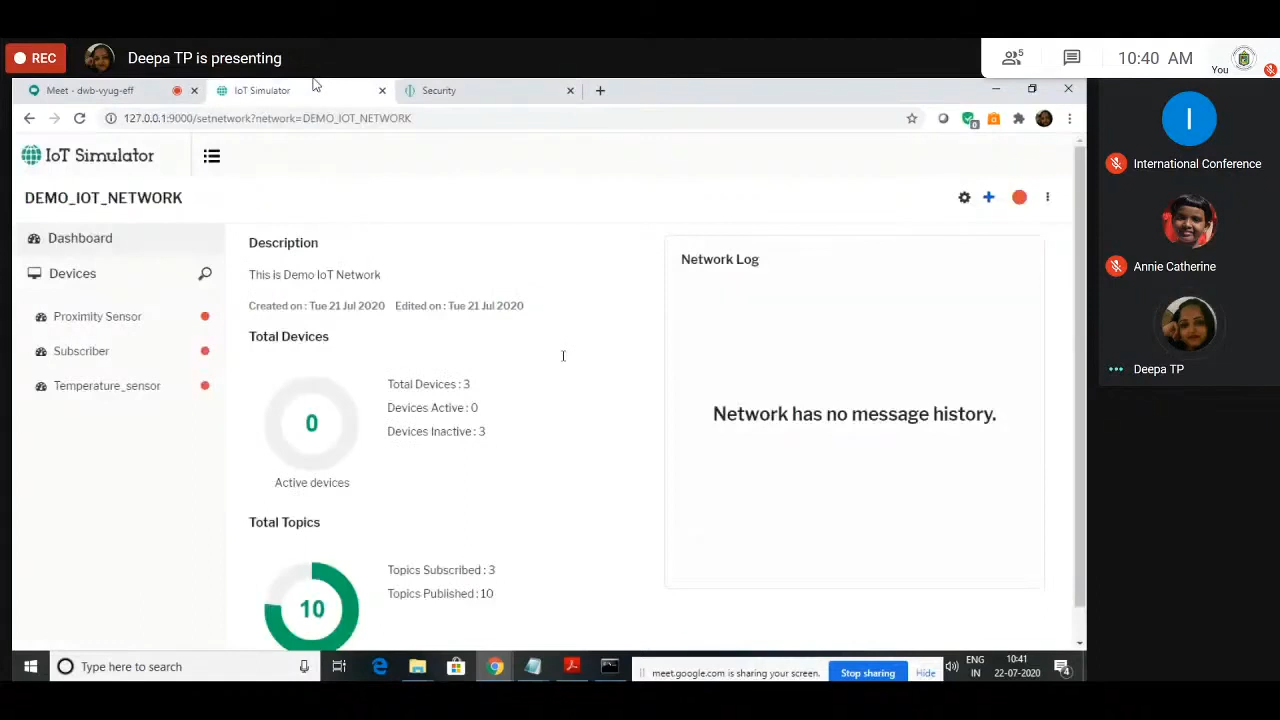 REC
Deepa TP is presenting
5
10:40 AM
You
Meet - dwb-vyug-eff
IoT Simulator
Security
127.0.0.1:9000/setnetwork?network=DEMO_IOT_NETWORK
0
I
International Conference
IoT Simulator
DEMO_IOT_NETWORK
Dashboard
Description
Network Log
Annie Catherine
Devices
This is Demo IoT Network
Created on : Tue 21 Jul 2020 Edited on : Tue 21 Jul 2020
Proximity Sensor
Total Devices
Subscriber
Deepa TP
Temperature_sensor
Total Devices : 3
Devices Active : 0
Devices Inactive : 3
0
Network has no message history.
Active devices
Total Topics
Topics Subscribed : 3
Topics Published : 10
10
Type here to search
meet.google.com is sharing your screen.
Stop sharing
Hide
ENG
IN
10:41
22-07-2020
4